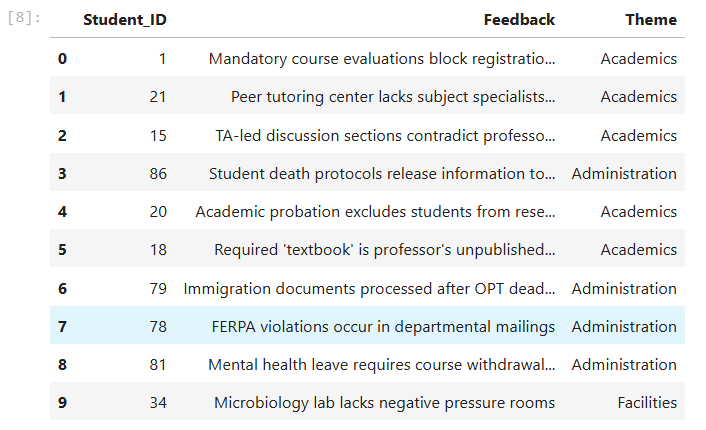 [8]: Student_ID Feedback Theme
0 1 Mandatory course evaluations block registratio... Academics
1 21 Peer tutoring center lacks subject specialists... Academics
2 15 TA-led discussion sections contradict professo... Academics
3 86 Student death protocols release information to... Administration
4 20 Academic probation excludes students from rese... Academics
5 18 Required 'textbook' is professor's unpublished... Academics
6 79 Immigration documents processed after OPT dead... Administration
7 78 FERPA violations occur in departmental mailings Administration
8 81 Mental health leave requires course withdrawal... Administration
9 34 Microbiology lab lacks negative pressure rooms Facilities